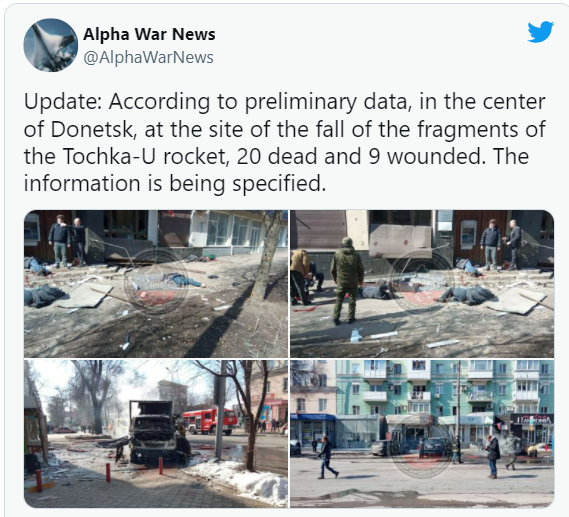 Alpha War News
@AlphaWarNews
Update: According to preliminary data, in the center
of Donetsk, at the site of the fall of the fragments of
the Tochka-U rocket, 20 dead and 9 wounded. The
information is being specified.